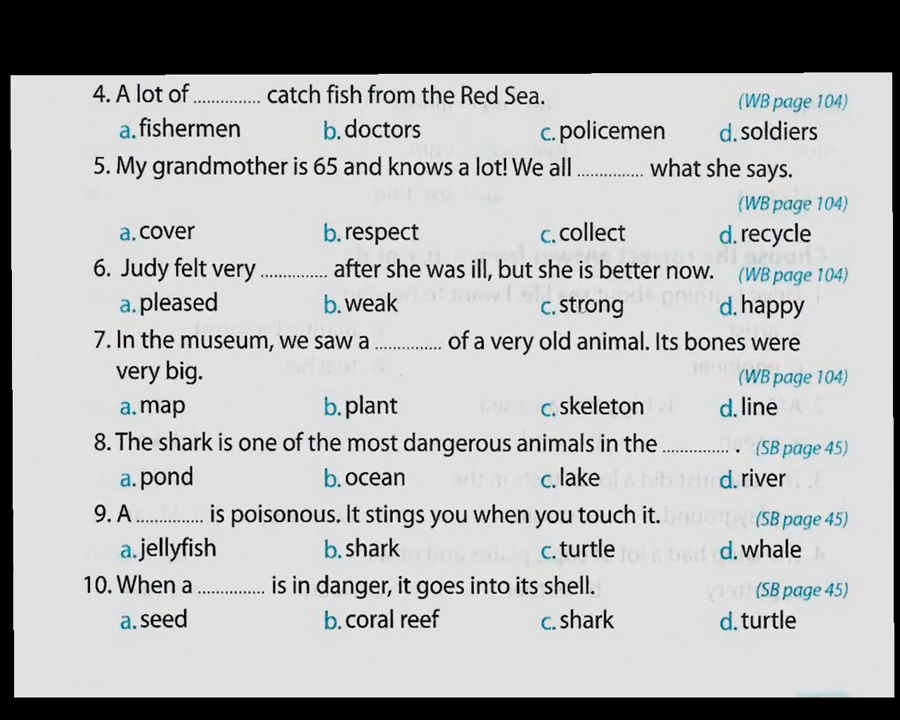 4. A lot of .............. catch fish from the Red Sea. (WB page 104)
a. fishermen b. doctors c. policemen d. soldiers
5. My grandmother is 65 and knows a lot! We all .............. what she says.
(WB page 104)
a. cover b. respect c. collect d. recycle
6. Judy felt very .............. after she was ill, but she is better now. (WB page 104)
a. pleased b. weak c. strong d. happy
7. In the museum, we saw a .............. of a very old animal. Its bones were
very big. (WB page 104)
a. map b. plant c. skeleton d. line
8. The shark is one of the most dangerous animals in the .............. . (SB page 45)
a. pond b. ocean c. lake d. river
9. A .............. is poisonous. It stings you when you touch it. (SB page 45)
a. jellyfish b. shark c. turtle d. whale
10. When a .............. is in danger, it goes into its shell. (SB page 45)
a. seed b. coral reef c. shark d. turtle